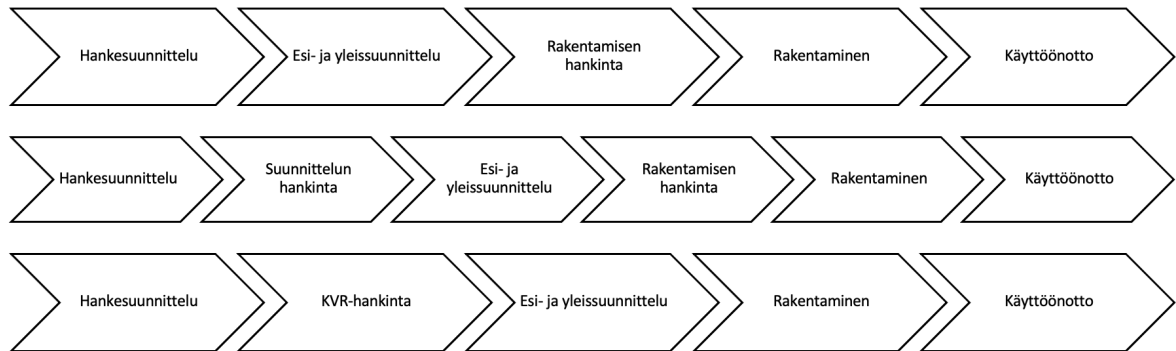 Hankesuunnittelu
Esi- ja yleissuunnittelu
Rakentamisen
hankinta
Rakentaminen
Käyttöönotto
Hankesuunnittelu
Suunnittelun
hankinta
Esi- ja
yleissuunnittelu
Rakentamisen
hankinta
Rakentaminen
Käyttöönotto
Hankesuunnittelu
KVR-hankinta
Esi- ja yleissuunnittelu
Rakentaminen
Käyttöönotto